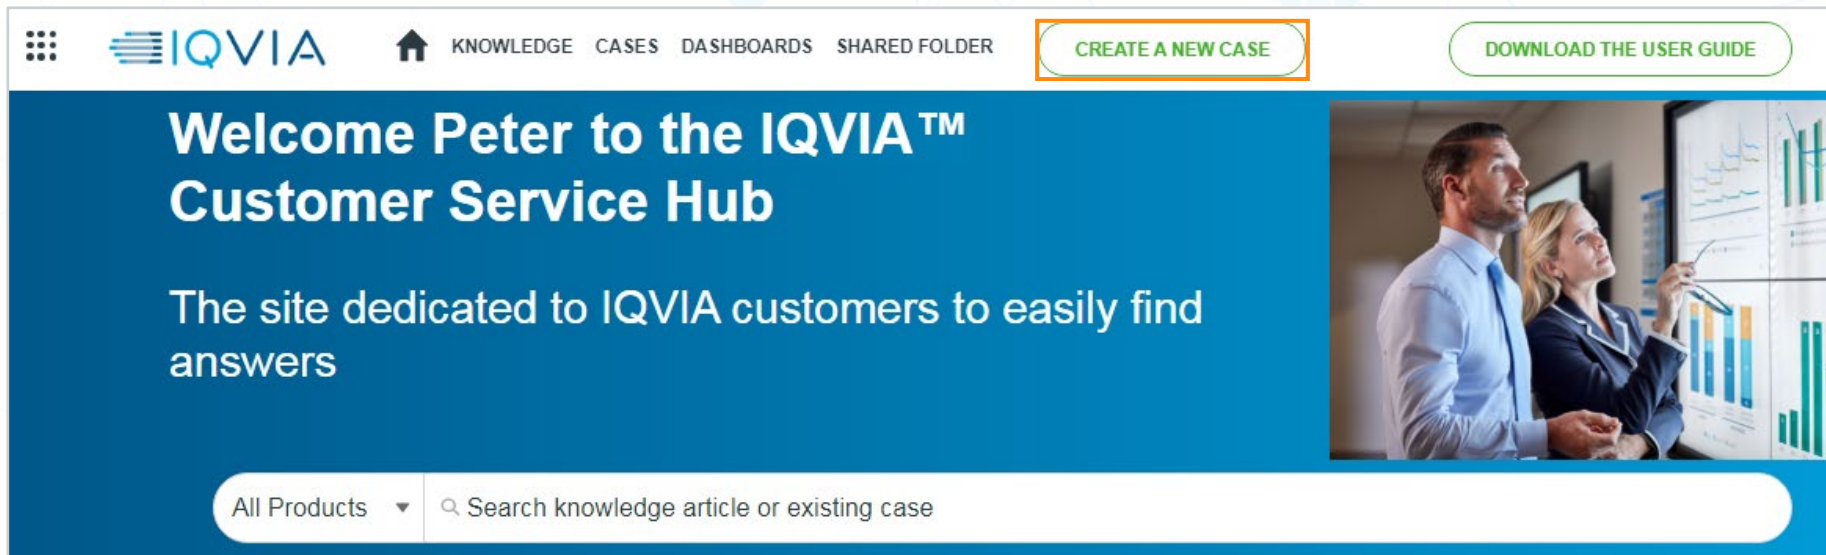 IQVIA KNOWLEDGE CASES DASHBOARDS SHARED FOLDER CREATE A NEW CASE DOWNLOAD THE USER GUIDE
Welcome Peter to the IQVIA™
Customer Service Hub
The site dedicated to IQVIA customers to easily find
answers
All Products Search knowledge article or existing case